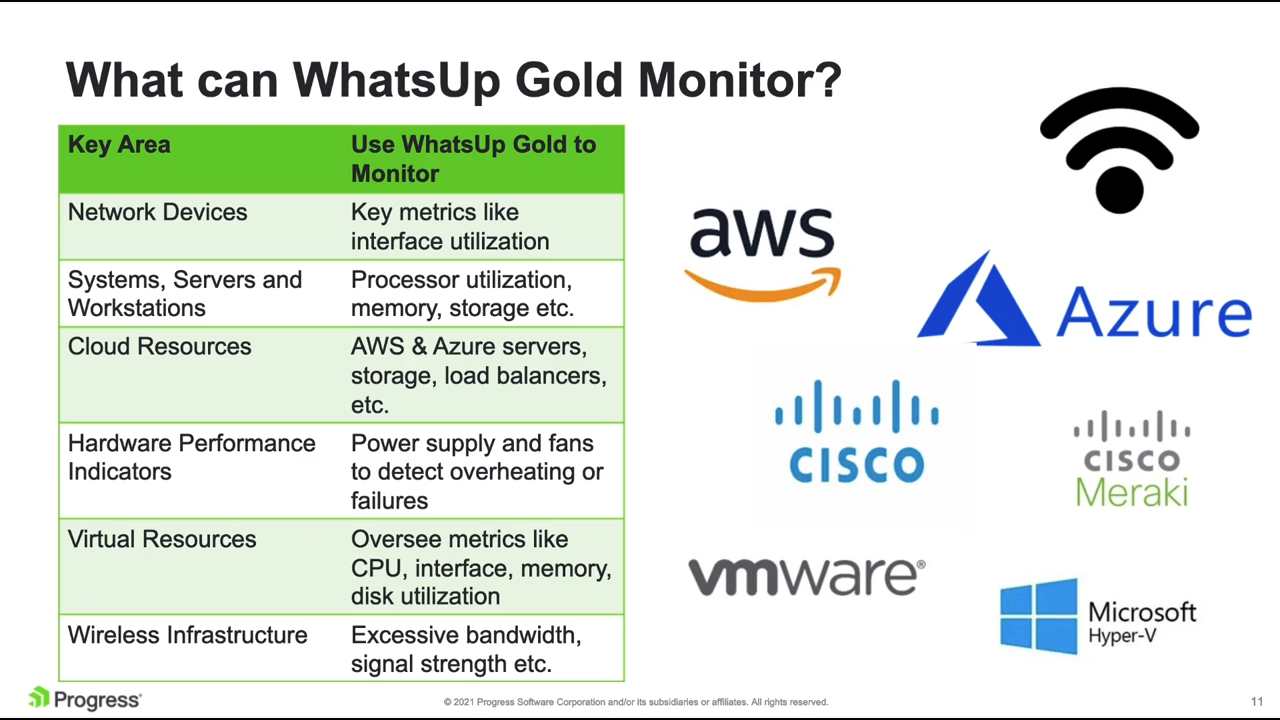 What can WhatsUp Gold Monitor?
Key Area
Use WhatsUp Gold to
Monitor
Network Devices
Key metrics like
interface utilization
Systems, Servers and
Workstations
Processor utilization,
memory, storage etc.
Cloud Resources
AWS & Azure servers,
storage, load balancers,
etc.
Hardware Performance
Indicators
Power supply and fans
to detect overheating or
failures
Virtual Resources
Oversee metrics like
CPU, interface, memory,
disk utilization
Wireless Infrastructure
Excessive bandwidth,
signal strength etc.
aws
Azure
CISCO
CISCO
Meraki
vmware®
Microsoft
Hyper-V
Progress®
© 2021 Progress Software Corporation and/or its subsidiaries or affiliates. All rights reserved.
11